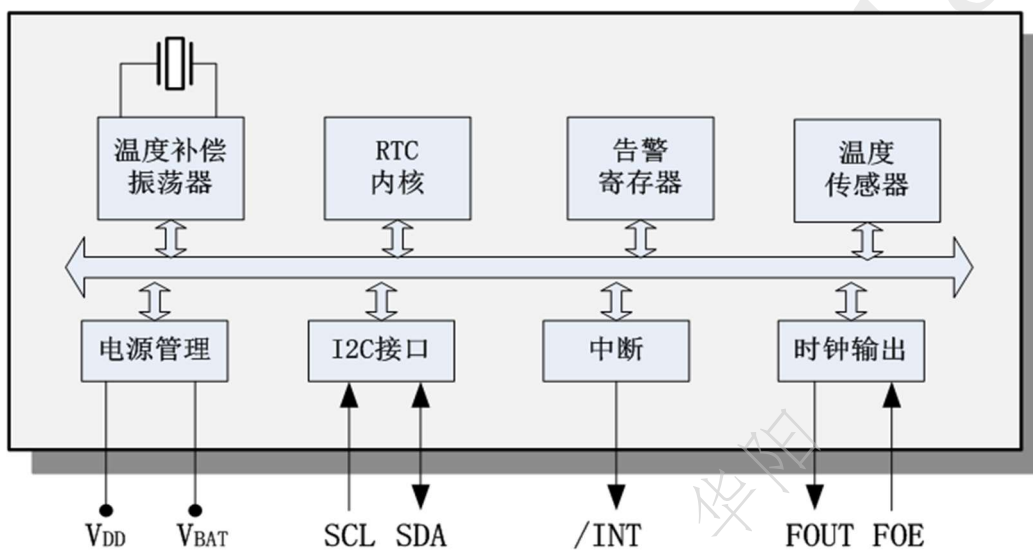 温度补偿
振荡器
RTC
内核
告警
寄存器
温度
传感器
电源管理
I2C接口
中断
时钟输出
VDD
VBAT
SCL
SDA
/INT
FOUT
FOE
华阳